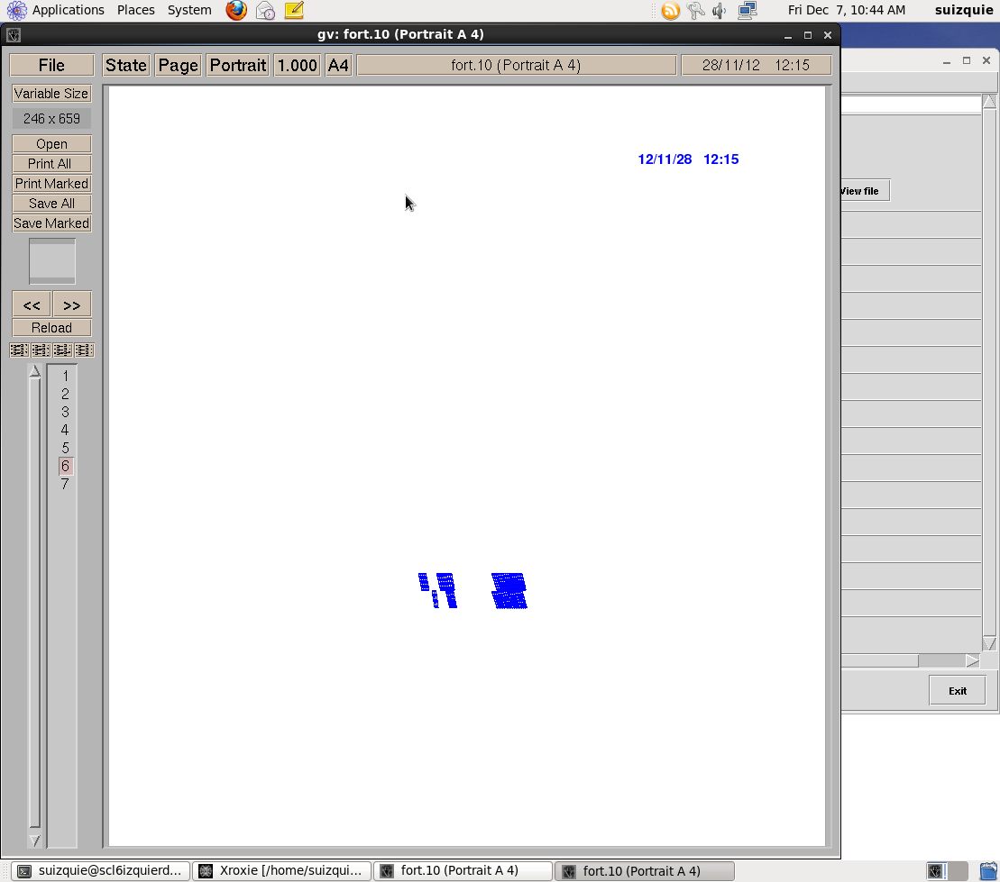 Applications Places System Fri Dec 7, 10:44 AM suizquie
gv: fort.10 (Portrait A 4)
File State Page Portrait 1.000 A4 fort.10 (Portrait A 4) 28/11/12 12:15
Variable Size
246 x 659
Open
Print All
Print Marked
Save All
Save Marked
<< >>
Reload
1
2
3
4
5
6
7
12/11/28 12:15
View file
Exit
suizquie@scl6izquierd... Xroxie [/home/suizqui... fort.10 (Portrait A 4) fort.10 (Portrait A 4)